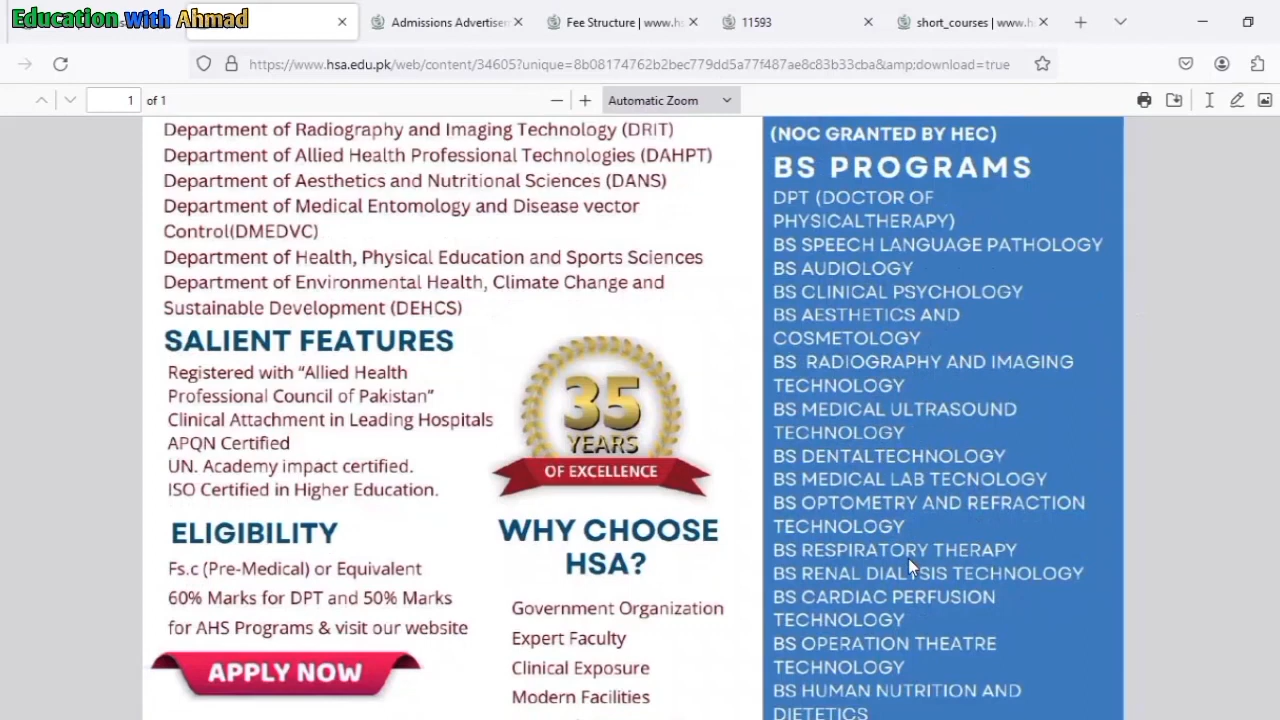 Education with Ahmad
Admissions Advertisen
Fee Structure | www.hs
11593
short_courses | www.h
https://www.hsa.edu.pk/web/content/34605?unique=8b08174762b2bec779dd5a77f487ae8c83b33cba&amp;download=true
1 of 1
Automatic Zoom
Department of Radiography and Imaging Technology (DRIT)
Department of Allied Health Professional Technologies (DAHPT)
Department of Aesthetics and Nutritional Sciences (DANS)
Department of Medical Entomology and Disease vector
Control(DMEDVC)
Department of Health, Physical Education and Sports Sciences
Department of Environmental Health, Climate Change and
Sustainable Development (DEHCS)
SALIENT FEATURES
Registered with “Allied Health
Professional Council of Pakistan”
Clinical Attachment in Leading Hospitals
APQN Certified
UN. Academy impact certified.
ISO Certified in Higher Education.
35
YEARS
OF EXCELLENCE
ELIGIBILITY
Fs.c (Pre-Medical) or Equivalent
60% Marks for DPT and 50% Marks
for AHS Programs & visit our website
APPLY NOW
WHY CHOOSE
HSA?
Government Organization
Expert Faculty
Clinical Exposure
Modern Facilities
(NOC GRANTED BY HEC)
BS PROGRAMS
DPT (DOCTOR OF
PHYSICALTHERAPY)
BS SPEECH LANGUAGE PATHOLOGY
BS AUDIOLOGY
BS CLINICAL PSYCHOLOGY
BS AESTHETICS AND
COSMETOLOGY
BS RADIOGRAPHY AND IMAGING
TECHNOLOGY
BS MEDICAL ULTRASOUND
TECHNOLOGY
BS DENTALTECHNOLOGY
BS MEDICAL LAB TECNOLOGY
BS OPTOMETRY AND REFRACTION
TECHNOLOGY
BS RESPIRATORY THERAPY
BS RENAL DIALYSIS TECHNOLOGY
BS CARDIAC PERFUSION
TECHNOLOGY
BS OPERATION THEATRE
TECHNOLOGY
BS HUMAN NUTRITION AND
DIETETICS